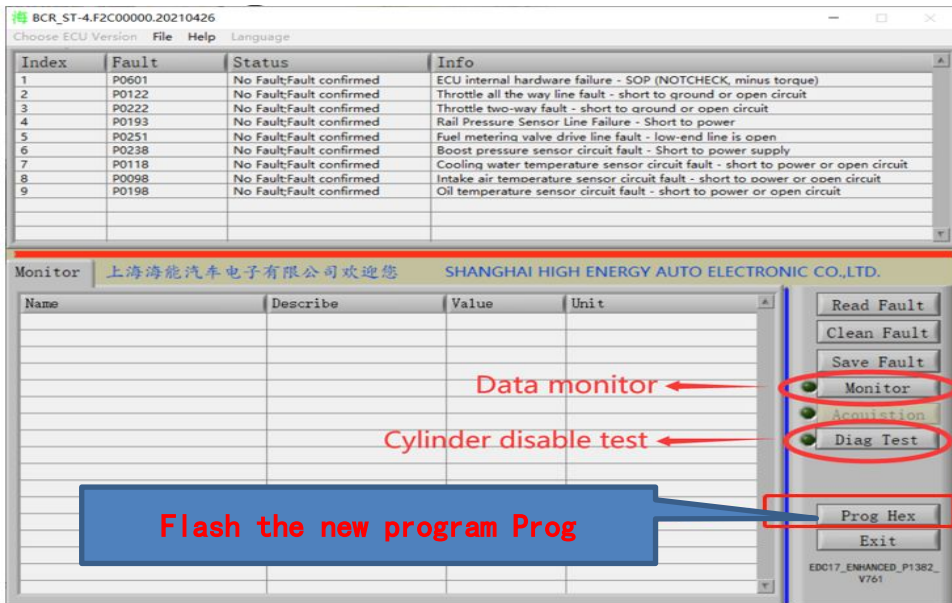 海 BCR_ST-4.F2C00000.20210426
Choose ECU Version File Help Language
Index Fault Status Info
1 P0601 No Fault;Fault confirmed ECU internal hardware failure - SOP (NOTCHECK, minus torque)
2 P0122 No Fault;Fault confirmed Throttle all the way line fault - short to ground or open circuit
3 P0222 No Fault;Fault confirmed Throttle two-way fault - short to ground or open circuit
4 P0193 No Fault;Fault confirmed Rail Pressure Sensor Line Failure - Short to power
5 P0251 No Fault;Fault confirmed Fuel metering valve drive line fault - low-end line is open
6 P0238 No Fault;Fault confirmed Boost pressure sensor circuit fault - Short to power supply
7 P0118 No Fault;Fault confirmed Cooling water temperature sensor circuit fault - short to power or open circuit
8 P0098 No Fault;Fault confirmed Intake air temperature sensor circuit fault - short to power or open circuit
9 P0198 No Fault;Fault confirmed Oil temperature sensor circuit fault - short to power or open circuit
Monitor 上海海能汽车电子有限公司欢迎您 SHANGHAI HIGH ENERGY AUTO ELECTRONIC CO.,LTD.
Name Describe Value Unit
Read Fault
Clean Fault
Save Fault
Data monitor Monitor
Acquistion
Cylinder disable test Diag Test
Flash the new program Prog
Prog Hex
Exit
EDC17_ENHANCED_P1382_
V761